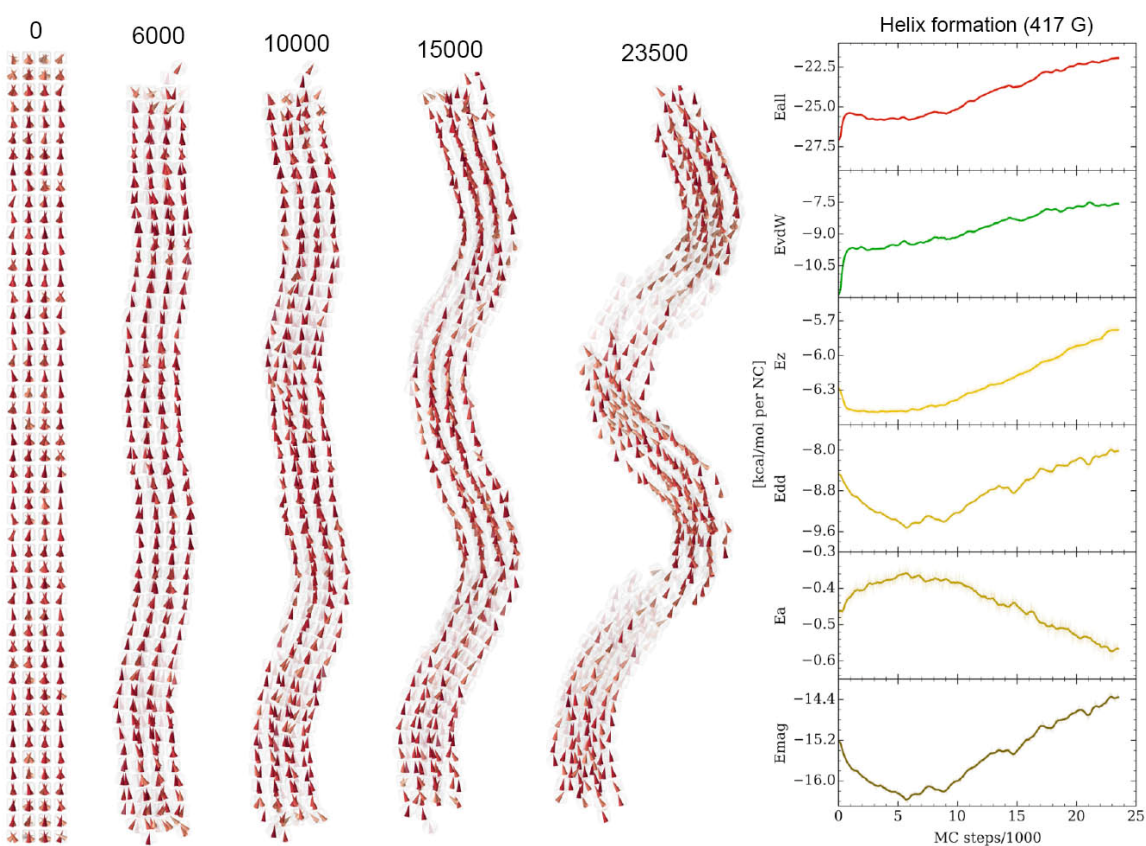 0
6000
10000
15000
23500
Helix formation (417 G)
[kcal/mol per NC]
Eall
−22.5
−25.0
−27.5
EvdW
−7.5
−9.0
−10.5
Ez
−5.7
−6.0
−6.3
Edd
−8.0
−8.8
−9.6
Ea
−0.3
−0.4
−0.5
−0.6
Emag
−14.4
−15.2
−16.0
0 5 10 15 20 25
MC steps/1000